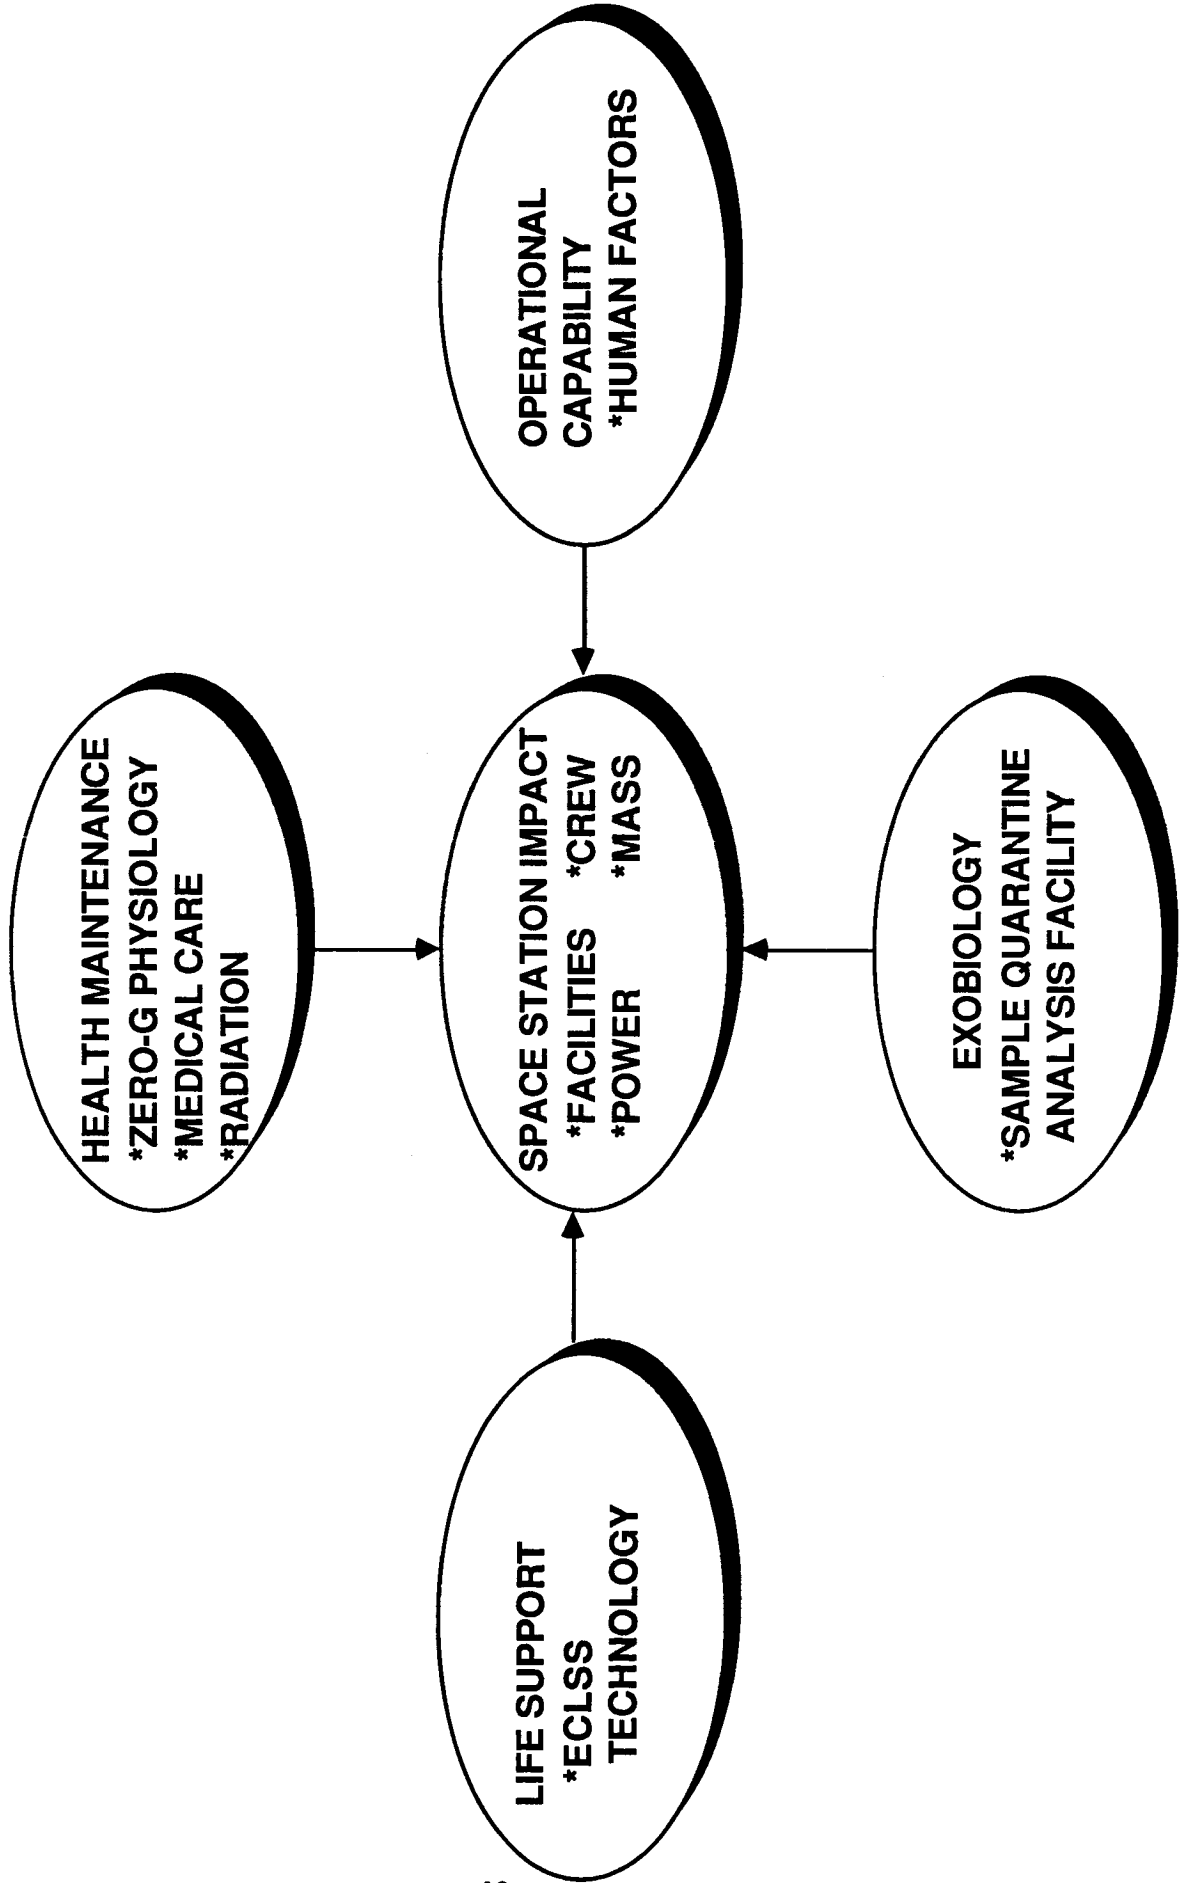 HEALTH MAINTENANCE
*ZERO-G PHYSIOLOGY
*MEDICAL CARE
*RADIATION
LIFE SUPPORT
*ECLSS
TECHNOLOGY
SPACE STATION IMPACT
*FACILITIES *CREW
*POWER *MASS
OPERATIONAL
CAPABILITY
*HUMAN FACTORS
EXOBIOLOGY
*SAMPLE QUARANTINE
ANALYSIS FACILITY